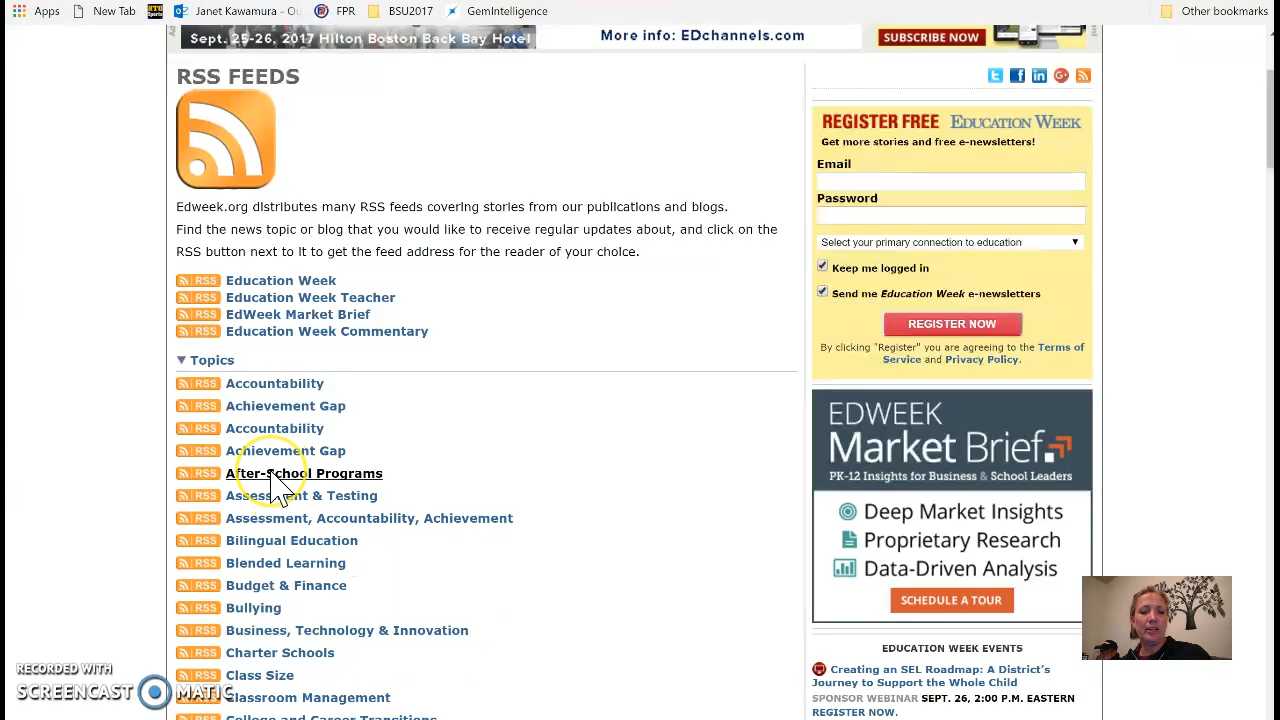 Apps New Tab Janet Kawamura - Ou FPR BSU2017 GemIntelligence Other bookmarks
Sept. 25-26, 2017 Hilton Boston Back Bay Hotel More info: EDchannels.com SUBSCRIBE NOW
RSS FEEDS
Edweek.org distributes many RSS feeds covering stories from our publications and blogs.
Find the news topic or blog that you would like to receive regular updates about, and click on the
RSS button next to it to get the feed address for the reader of your choice.
RSS Education Week
RSS Education Week Teacher
RSS EdWeek Market Brief
RSS Education Week Commentary
Topics
RSS Accountability
RSS Achievement Gap
RSS Accountability
RSS Achievement Gap
RSS After-School Programs
RSS Assessment & Testing
RSS Assessment, Accountability, Achievement
RSS Bilingual Education
RSS Blended Learning
RSS Budget & Finance
RSS Bullying
RSS Business, Technology & Innovation
RSS Charter Schools
Class Size
Classroom Management
College and Career Transitions
REGISTER FREE EDUCATION WEEK
Get more stories and free e-newsletters!
Email
Password
Select your primary connection to education
Keep me logged in
Send me Education Week e-newsletters
REGISTER NOW
By clicking "Register" you are agreeing to the Terms of
Service and Privacy Policy.
EDWEEK
Market Brief
PK-12 Insights for Business & School Leaders
Deep Market Insights
Proprietary Research
Data-Driven Analysis
SCHEDULE A TOUR
EDUCATION WEEK EVENTS
Creating an SEL Roadmap: A District's
Journey to Support the Whole Child
SPONSOR WEBINAR SEPT. 26, 2:00 P.M. EASTERN
REGISTER NOW.
RECORDED WITH
SCREENCAST MATIC